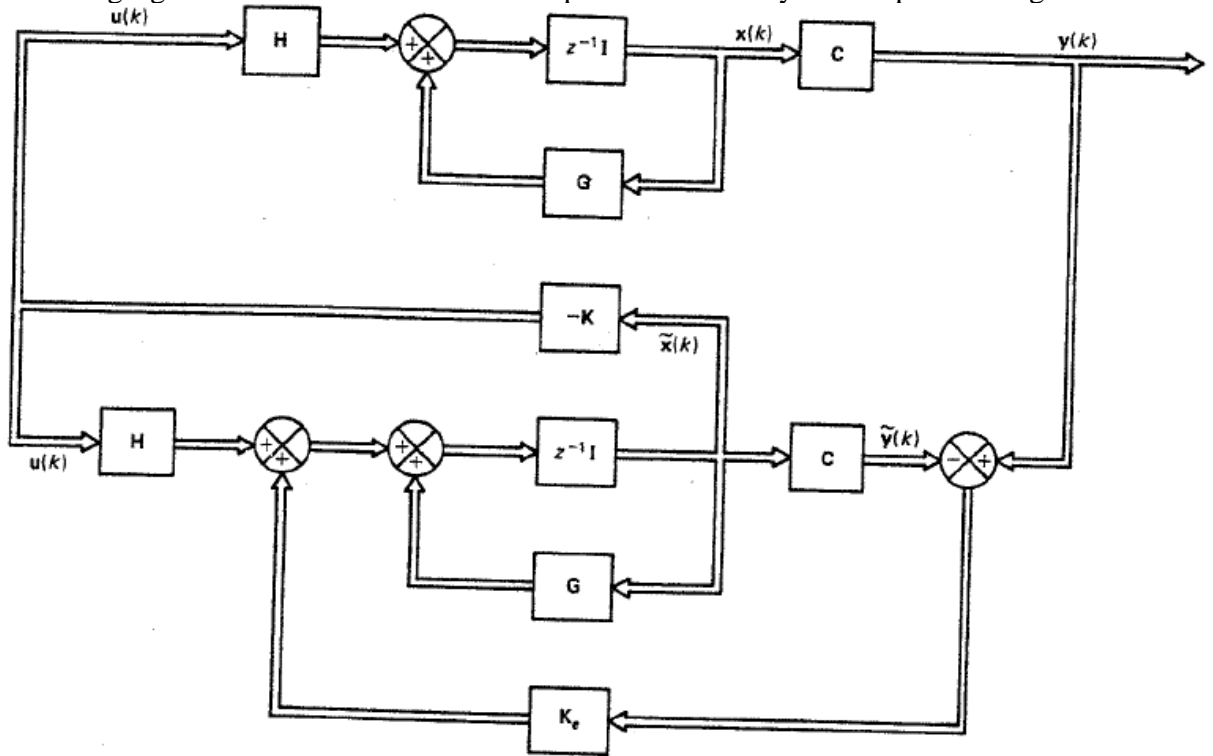 u(k)
H
+
+
z⁻¹I
x(k)
C
y(k)
G
−K
x̃(k)
H
u(k)
+
+
+
+
z⁻¹I
C
ỹ(k)
−
+
G
Kₑ